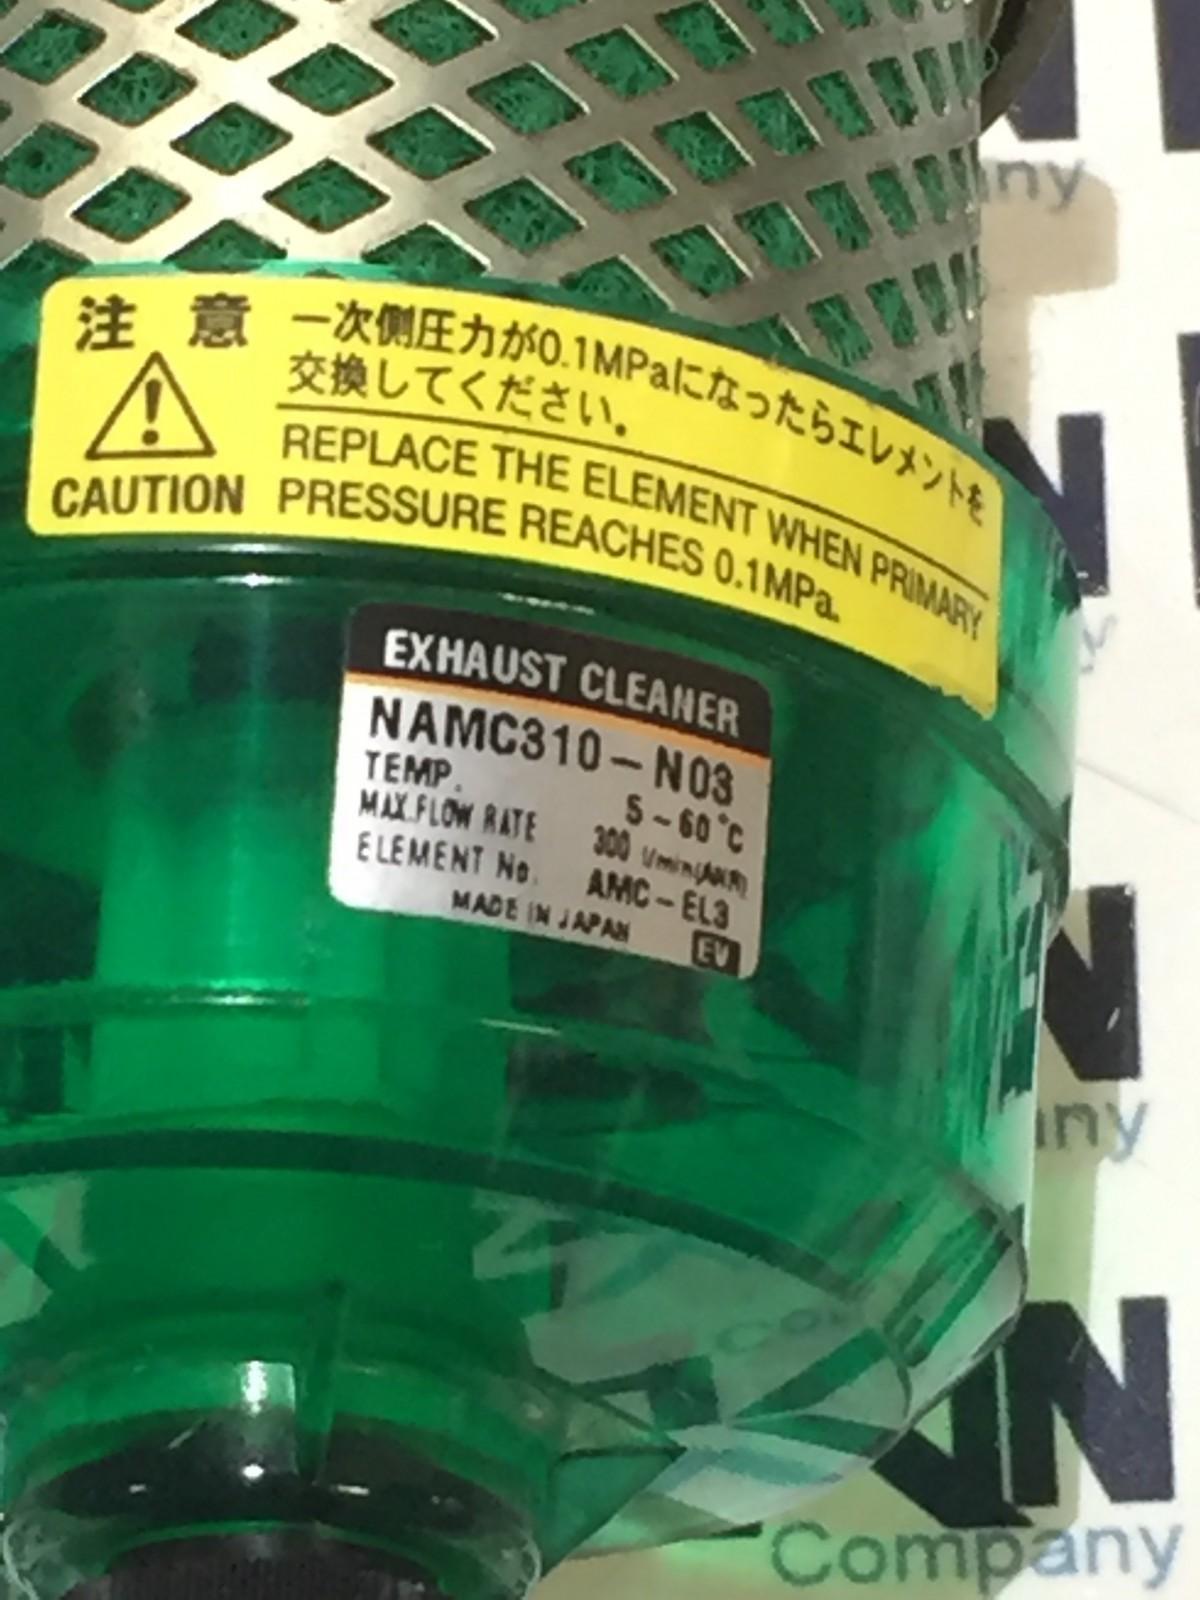 注意
CAUTION
一次側圧力が0.1MPaになったらエレメントを
交換してください。
REPLACE THE ELEMENT WHEN PRIMARY
PRESSURE REACHES 0.1MPa.
EXHAUST CLEANER
NAMC310-N03
TEMP. 5~60°C
MAX.FLOW RATE 300 l/min(ANR)
ELEMENT No. AMC-EL3
MADE IN JAPAN EV
N
ny
N
N
ny
N
Company